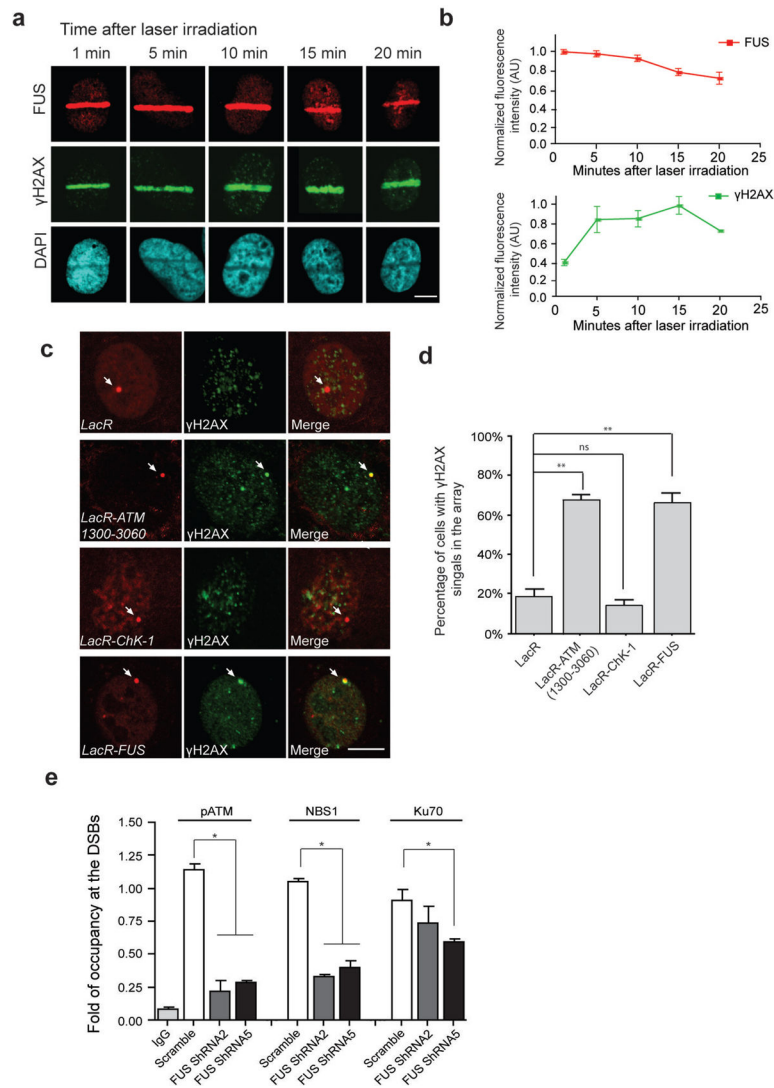 a
Time after laser irradiation
1 min 5 min 10 min 15 min 20 min
FUS
γH2AX
DAPI
b
Normalized fluorescence
intensity (AU)
1.0
0.8
0.6
0.4
0.2
0.0
0 5 10 15 20 25
Minutes after laser irradiation
FUS
Normalized fluorescence
intensity (AU)
1.0
0.8
0.6
0.4
0.2
0.0
0 5 10 15 20 25
Minutes after laser irradiation
γH2AX
c
LacR γH2AX Merge
LacR-ATM
1300-3060 γH2AX Merge
LacR-ChK-1 γH2AX Merge
LacR-FUS γH2AX Merge
d
Percentage of cells with γH2AX
singals in the array
100%
80%
60%
40%
20%
0%
**
ns
**
LacR
LacR-ATM
(1300-3060)
LacR-ChK-1
LacR-FUS
e
Fold of occupancy at the DSBs
1.50
1.25
1.00
0.75
0.50
0.25
0.00
pATM NBS1 Ku70
* * *
IgG
Scramble
FUS ShRNA2
FUS ShRNA5
Scramble
FUS ShRNA2
FUS ShRNA5
Scramble
FUS ShRNA2
FUS ShRNA5